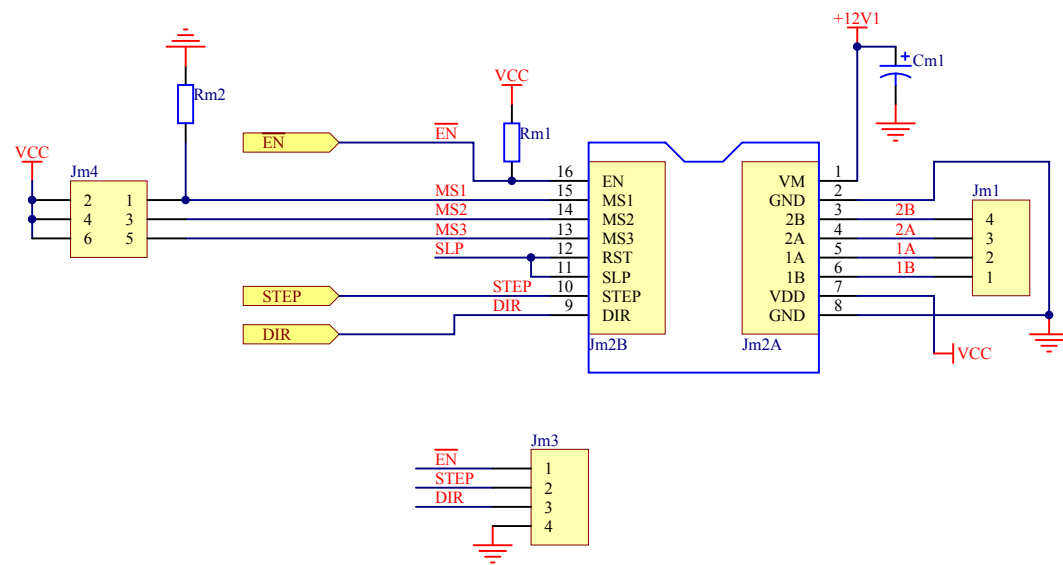 +12V1
Cm1
Rm2
VCC
EN
EN
Rm1
VCC
Jm4
2 1
4 3
6 5
MS1
MS2
MS3
SLP
STEP
STEP
DIR
DIR
16 EN
15 MS1
14 MS2
13 MS3
12 RST
11 SLP
10 STEP
9 DIR
Jm2B
VM 1
GND 2
2B 3
2A 4
1A 5
1B 6
VDD 7
GND 8
Jm2A
2B
2A
1A
1B
Jm1
4
3
2
1
VCC
Jm3
EN
STEP
DIR
1
2
3
4